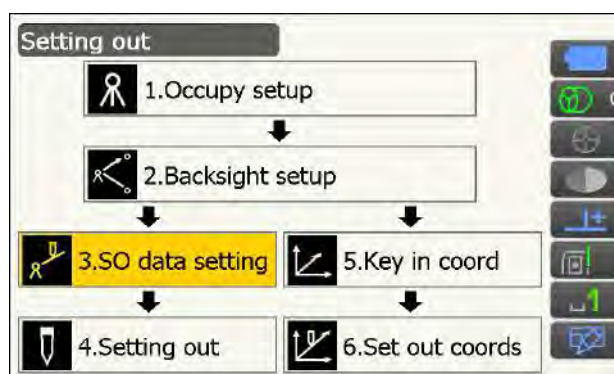 Setting out
1.Occupy setup
2.Backsight setup
3.SO data setting
5.Key in coord
4.Setting out
6.Set out coords